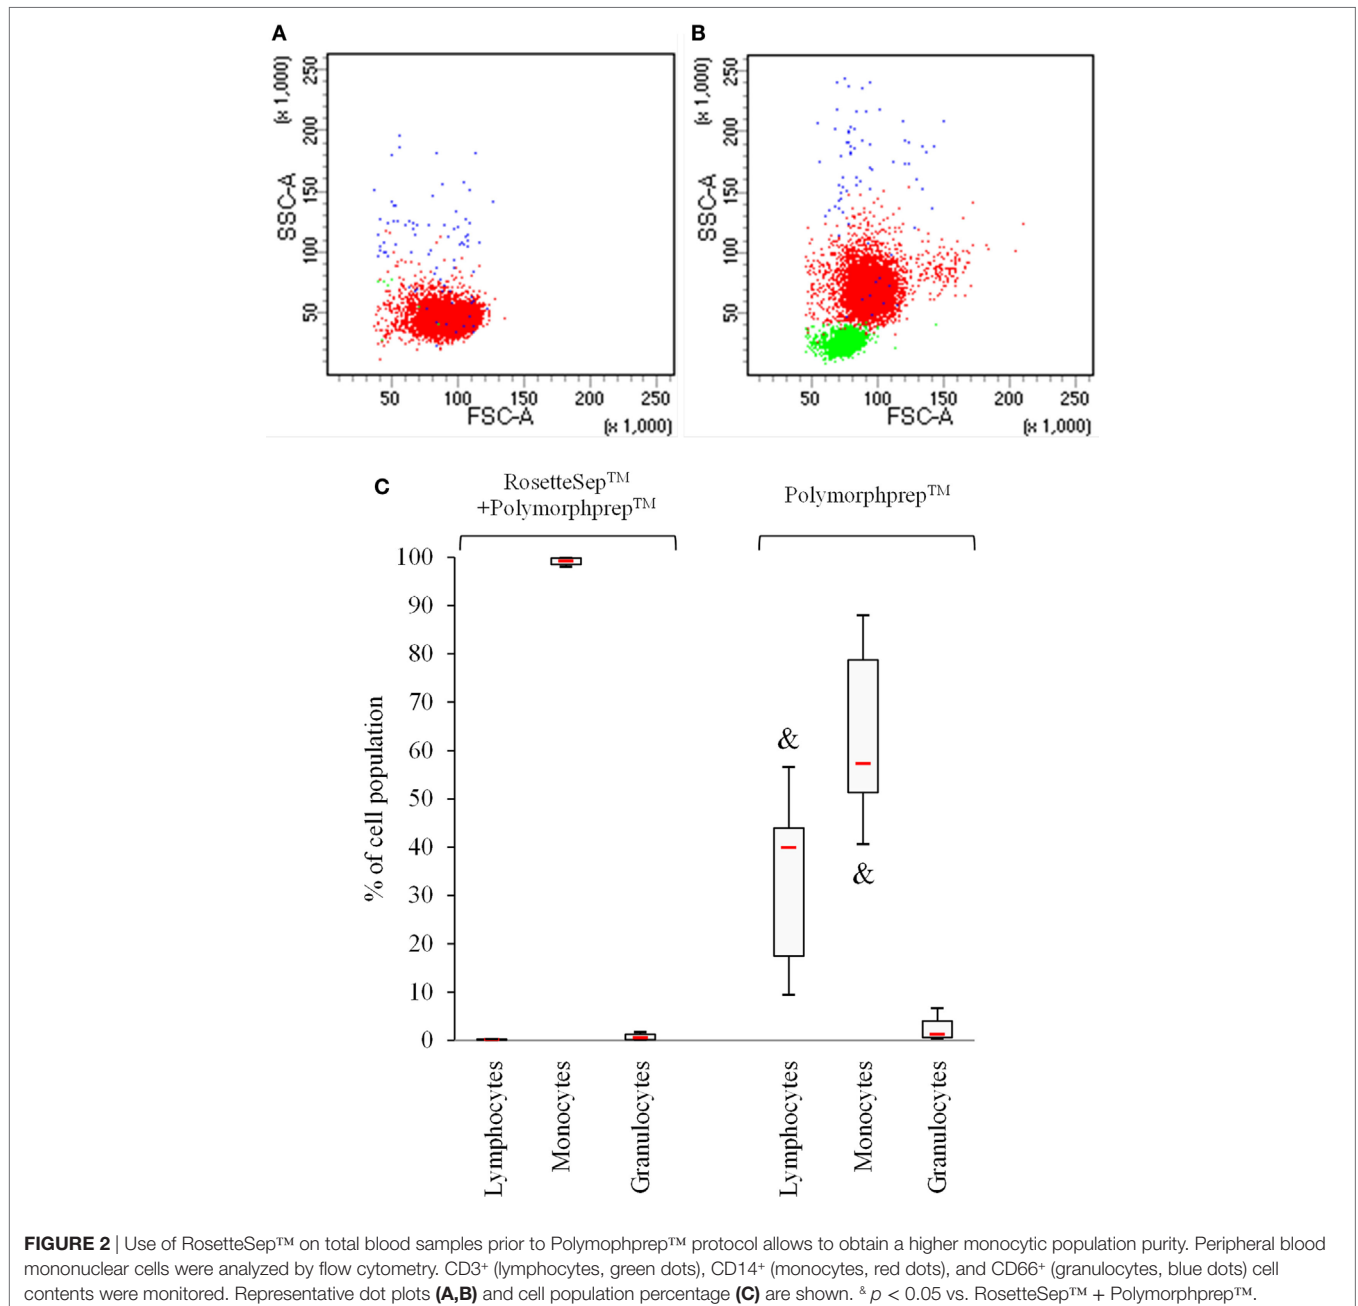 A
B
(× 1,000)
250
200
150
100
50
SSC-A
50
100
150
200
250
FSC-A
(× 1,000)
(× 1,000)
250
200
150
100
50
SSC-A
50
100
150
200
250
FSC-A
(× 1,000)
C
RosetteSep™
+Polymorphprep™
Polymorphprep™
% of cell population
100
90
80
70
60
50
40
30
20
10
0
&
&
Lymphocytes
Monocytes
Granulocytes
Lymphocytes
Monocytes
Granulocytes
FIGURE 2 | Use of RosetteSep™ on total blood samples prior to Polymophprep™ protocol allows to obtain a higher monocytic population purity. Peripheral blood
mononuclear cells were analyzed by flow cytometry. CD3⁺ (lymphocytes, green dots), CD14⁺ (monocytes, red dots), and CD66⁺ (granulocytes, blue dots) cell
contents were monitored. Representative dot plots (A,B) and cell population percentage (C) are shown. & p < 0.05 vs. RosetteSep™ + Polymorphprep™.